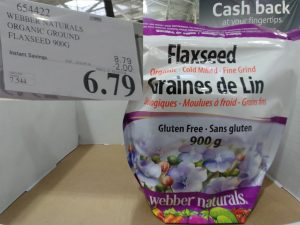 654427
WEBBER NATURALS
ORGANIC GROUND
FLAXSEED 900G
Instant Savings
8.79
2.00
7344
6.79
Cash back
at your fingertips.
Flaxseed
Organic · Cold Milled · Fine Grind
Graines de Lin
Biologiques · Moulues à froid · Grains fins
Gluten Free · Sans gluten
900 g
webber naturals.